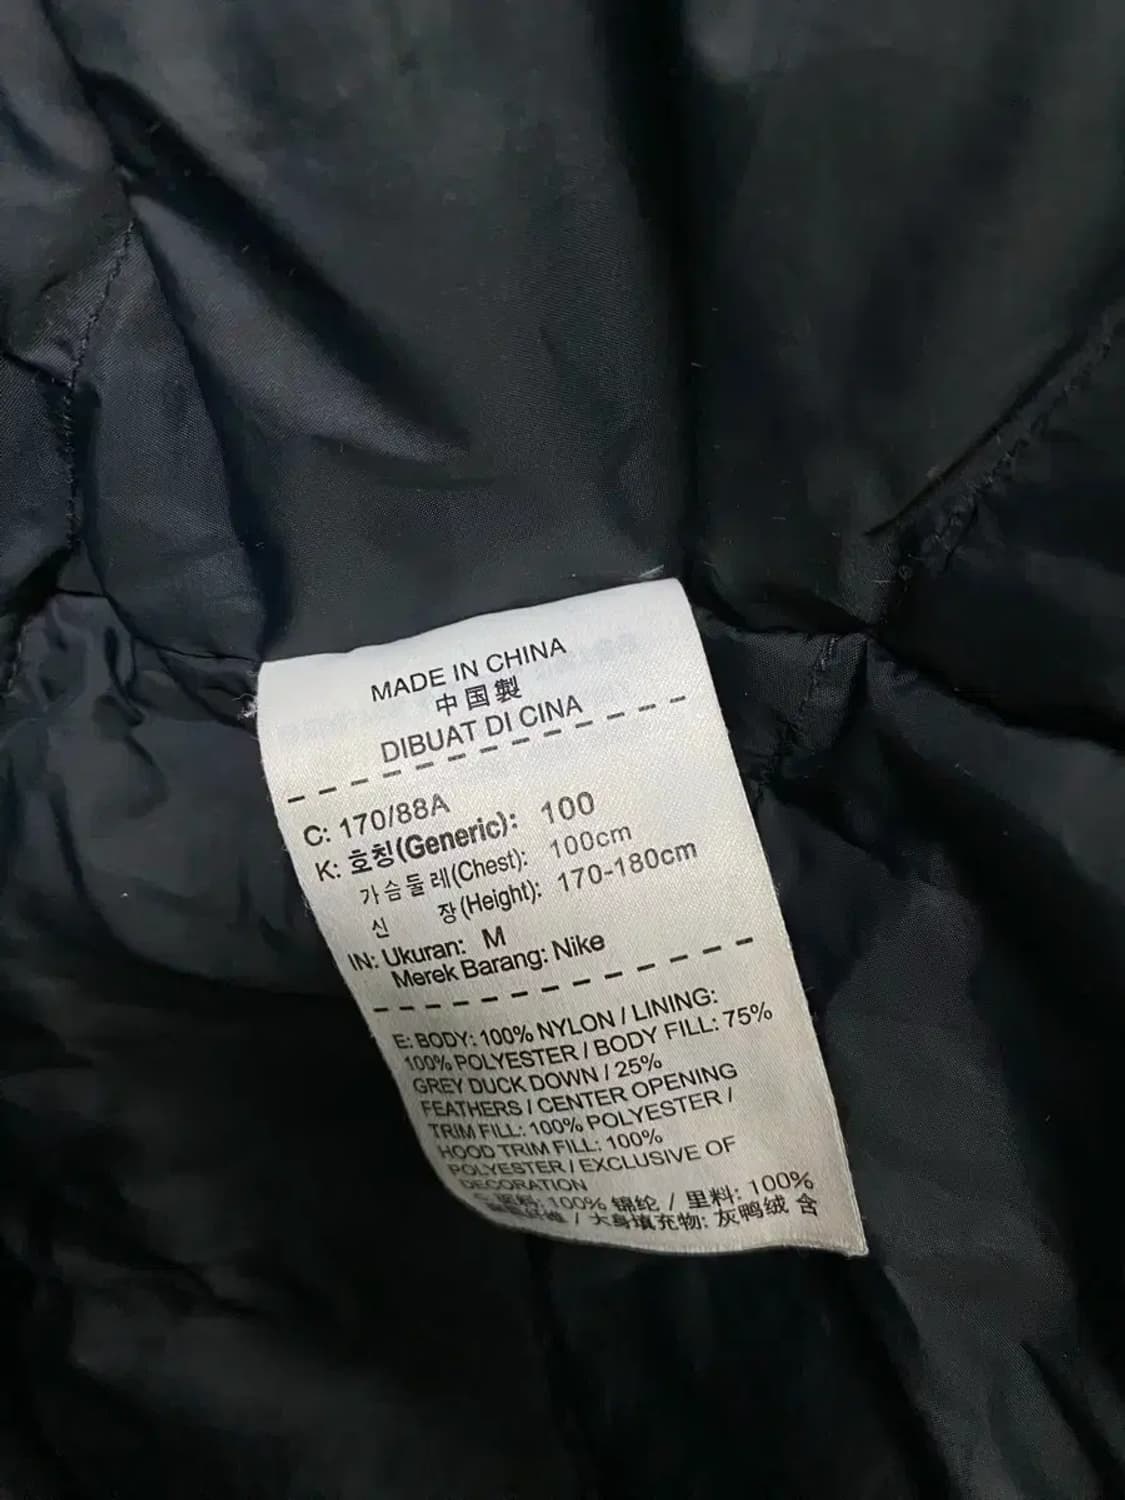 MADE IN CHINA
中国製
DIBUAT DI CINA
C: 170/88A
K: 호칭(Generic): 100
가슴둘레(Chest): 100cm
신 장(Height): 170-180cm
IN: Ukuran: M
Merek Barang: Nike
E: BODY: 100% NYLON / LINING:
100% POLYESTER / BODY FILL: 75%
GREY DUCK DOWN / 25%
FEATHERS / CENTER OPENING
TRIM FILL: 100% POLYESTER /
HOOD TRIM FILL: 100%
POLYESTER / EXCLUSIVE OF
DECORATION
C: 面料: 100% 锦纶 / 里料: 100%
/ 大身填充物: 灰鸭绒 含